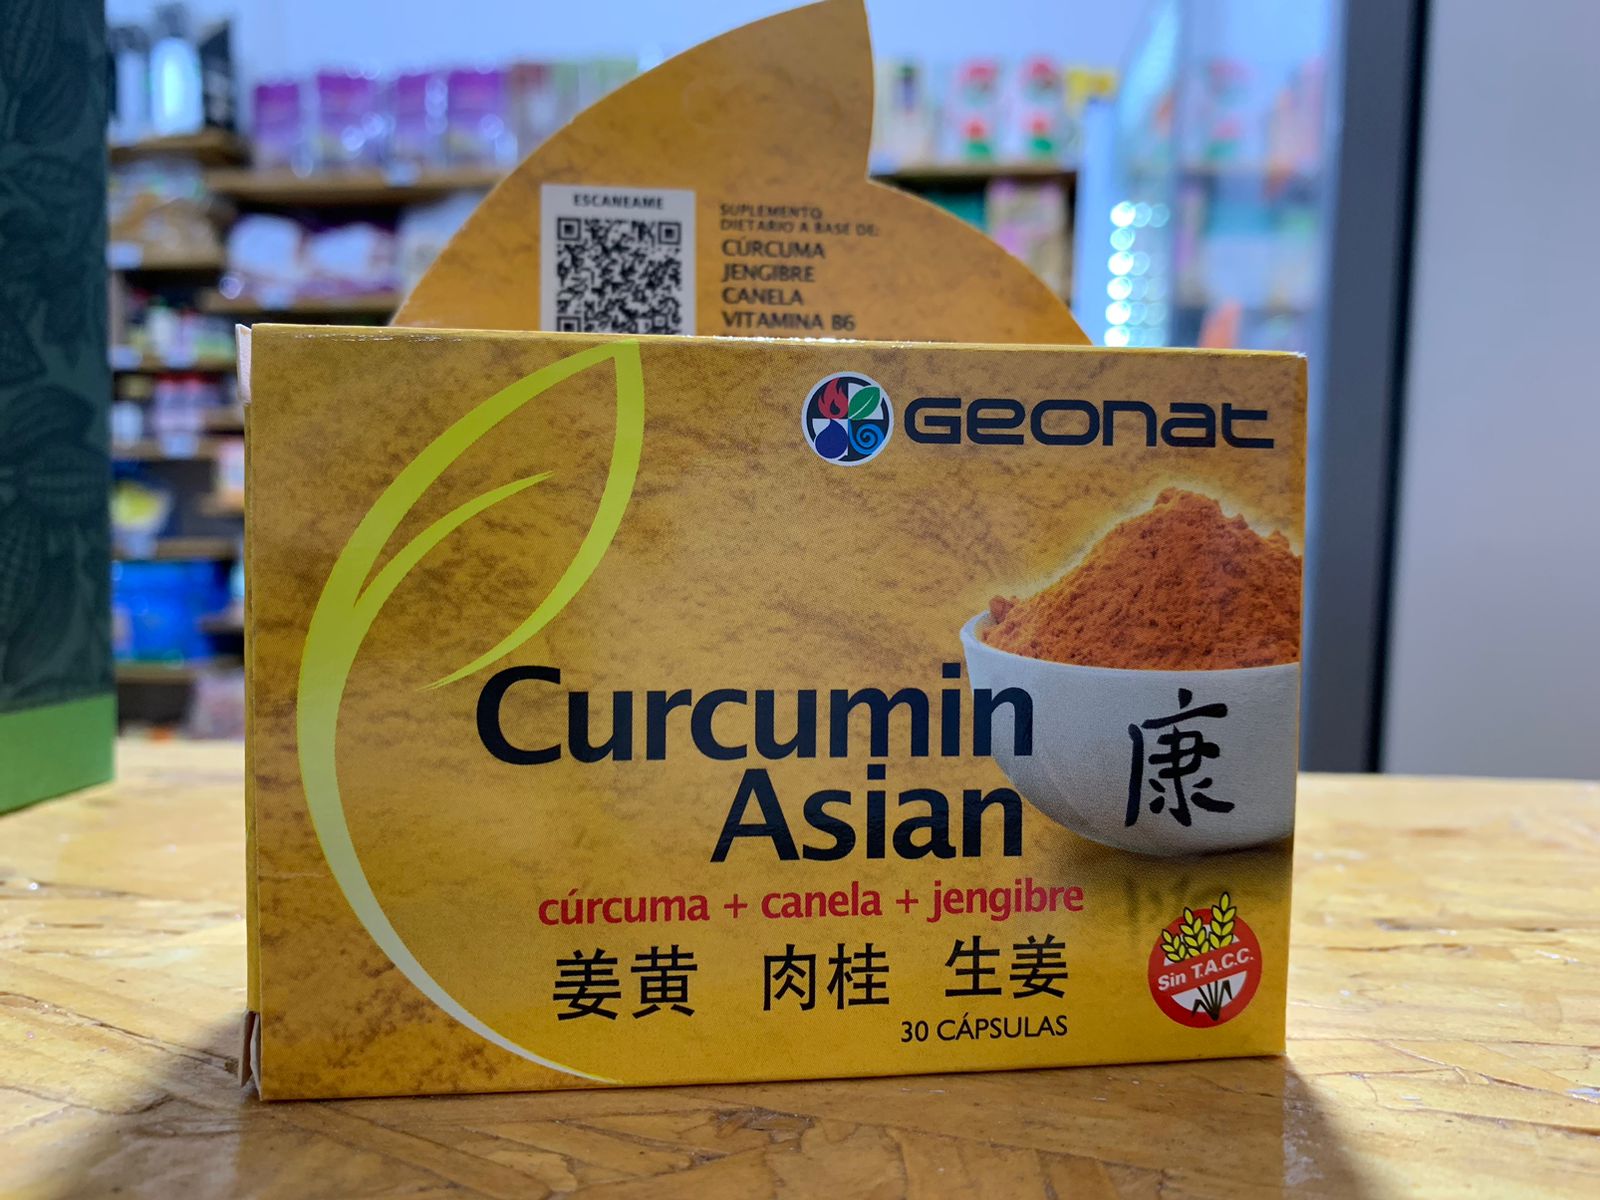 ESCANEAME
SUPLEMENTO
DIETARIO A BASE DE:
CÚRCUMA
JENGIBRE
CANELA
VITAMINA B6
GEONAT
Curcumin
Asian
康
cúrcuma + canela + jengibre
姜黄 肉桂 生姜
30 CÁPSULAS
Sin T.A.C.C.